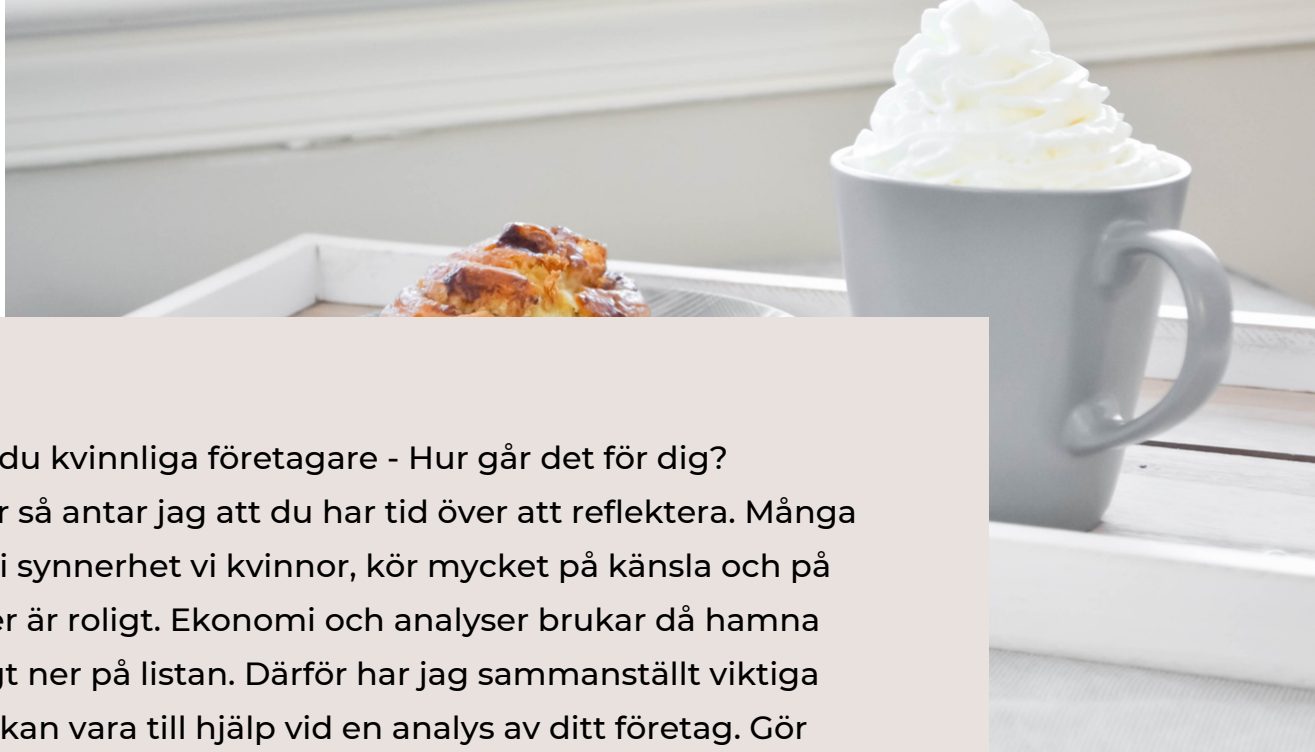 du kvinnliga företagare - Hur går det för dig?
så antar jag att du har tid över att reflektera. Många
i synnerhet vi kvinnor, kör mycket på känsla och på
är roligt. Ekonomi och analyser brukar då hamna
ner på listan. Därför har jag sammanställt viktiga
kan vara till hjälp vid en analys av ditt företag. Gör